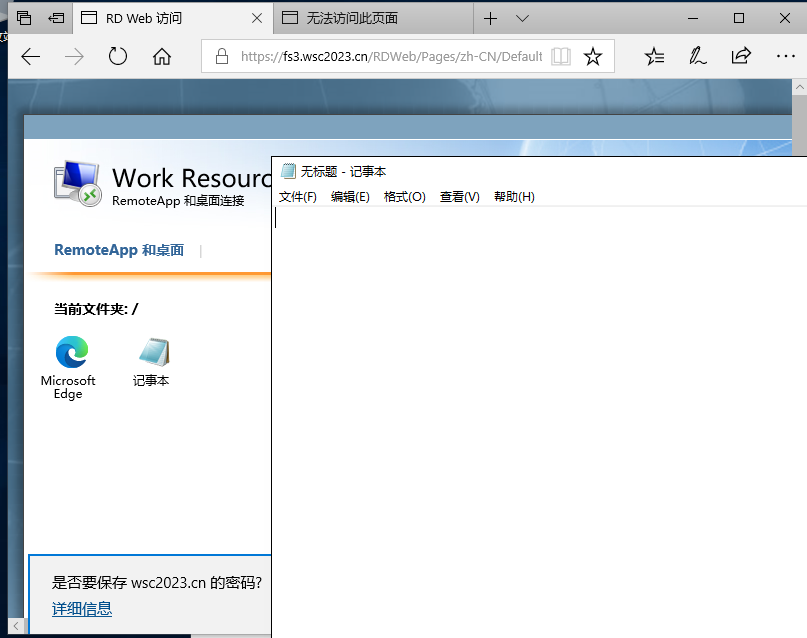 RD Web 访问
无法访问此页面
https://fs3.wsc2023.cn/RDWeb/Pages/zh-CN/Default
Work Resourc
RemoteApp 和桌面连接
无标题 - 记事本
文件(F) 编辑(E) 格式(O) 查看(V) 帮助(H)
RemoteApp 和桌面
当前文件夹: /
Microsoft Edge
记事本
是否要保存 wsc2023.cn 的密码?
详细信息